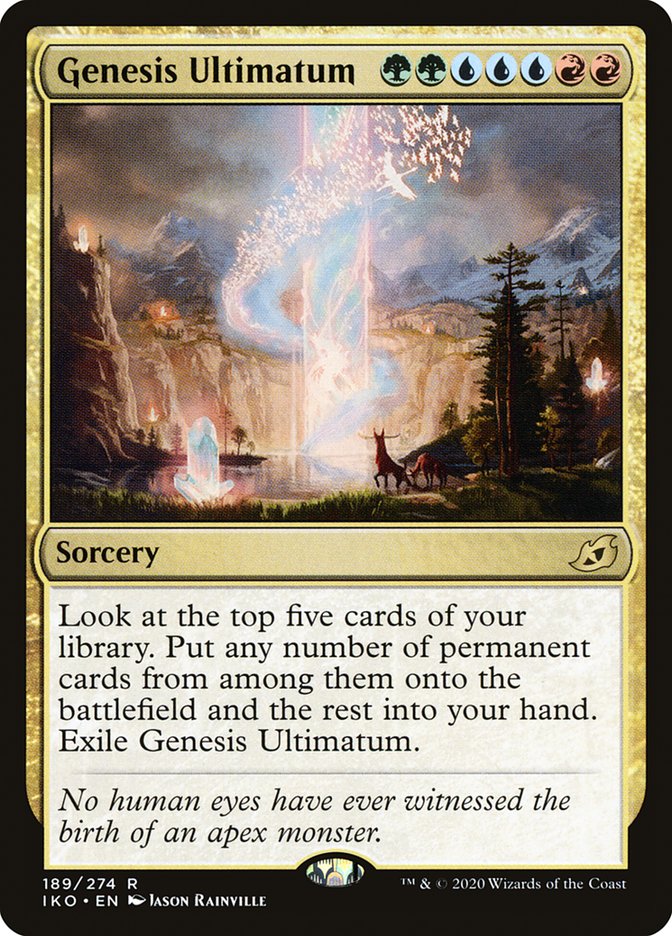 Genesis Ultimatum
Sorcery
Look at the top five cards of your
library. Put any number of permanent
cards from among them onto the
battlefield and the rest into your hand.
Exile Genesis Ultimatum.
No human eyes have ever witnessed the
birth of an apex monster.
189/274 R
IKO • EN Jason Rainville
™ & © 2020 Wizards of the Coast